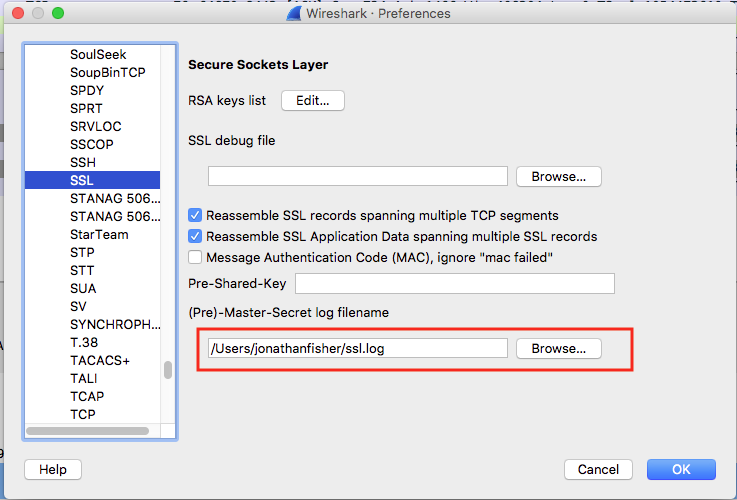 Wireshark · Preferences
SoulSeek
SoupBinTCP
SPDY
SPRT
SRVLOC
SSCOP
SSH
SSL
STANAG 506...
STANAG 506...
StarTeam
STP
STT
SUA
SV
SYNCHROPH...
T.38
TACACS+
TALI
TCAP
TCP
Secure Sockets Layer
RSA keys list Edit...
SSL debug file
Browse...
Reassemble SSL records spanning multiple TCP segments
Reassemble SSL Application Data spanning multiple SSL records
Message Authentication Code (MAC), ignore "mac failed"
Pre-Shared-Key
(Pre)-Master-Secret log filename
/Users/jonathanfisher/ssl.log Browse...
Help Cancel OK